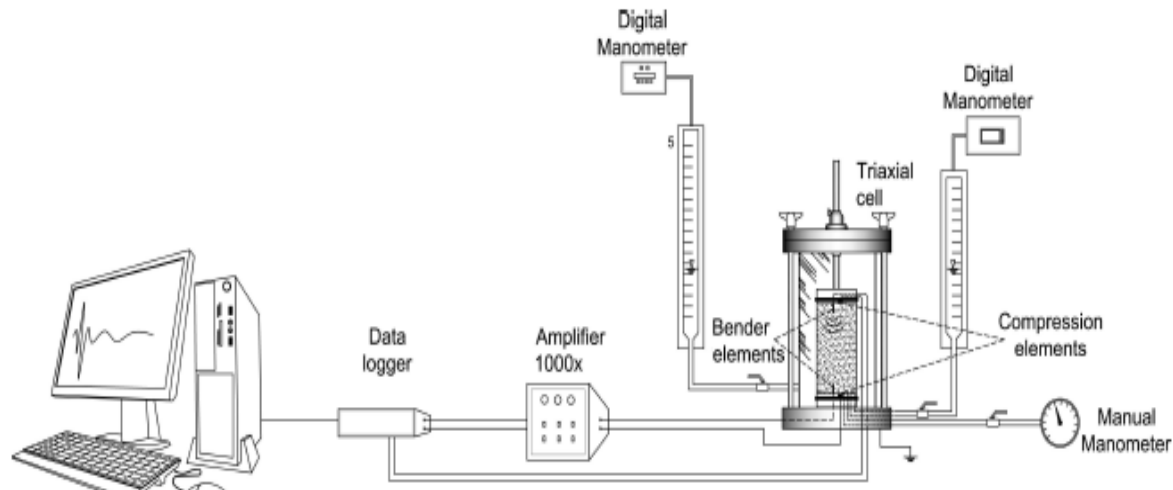 Digital
Manometer
5
Digital
Manometer
Triaxial
cell
Bender
elements
Compression
elements
Data
logger
Amplifier
1000x
Manual
Manometer